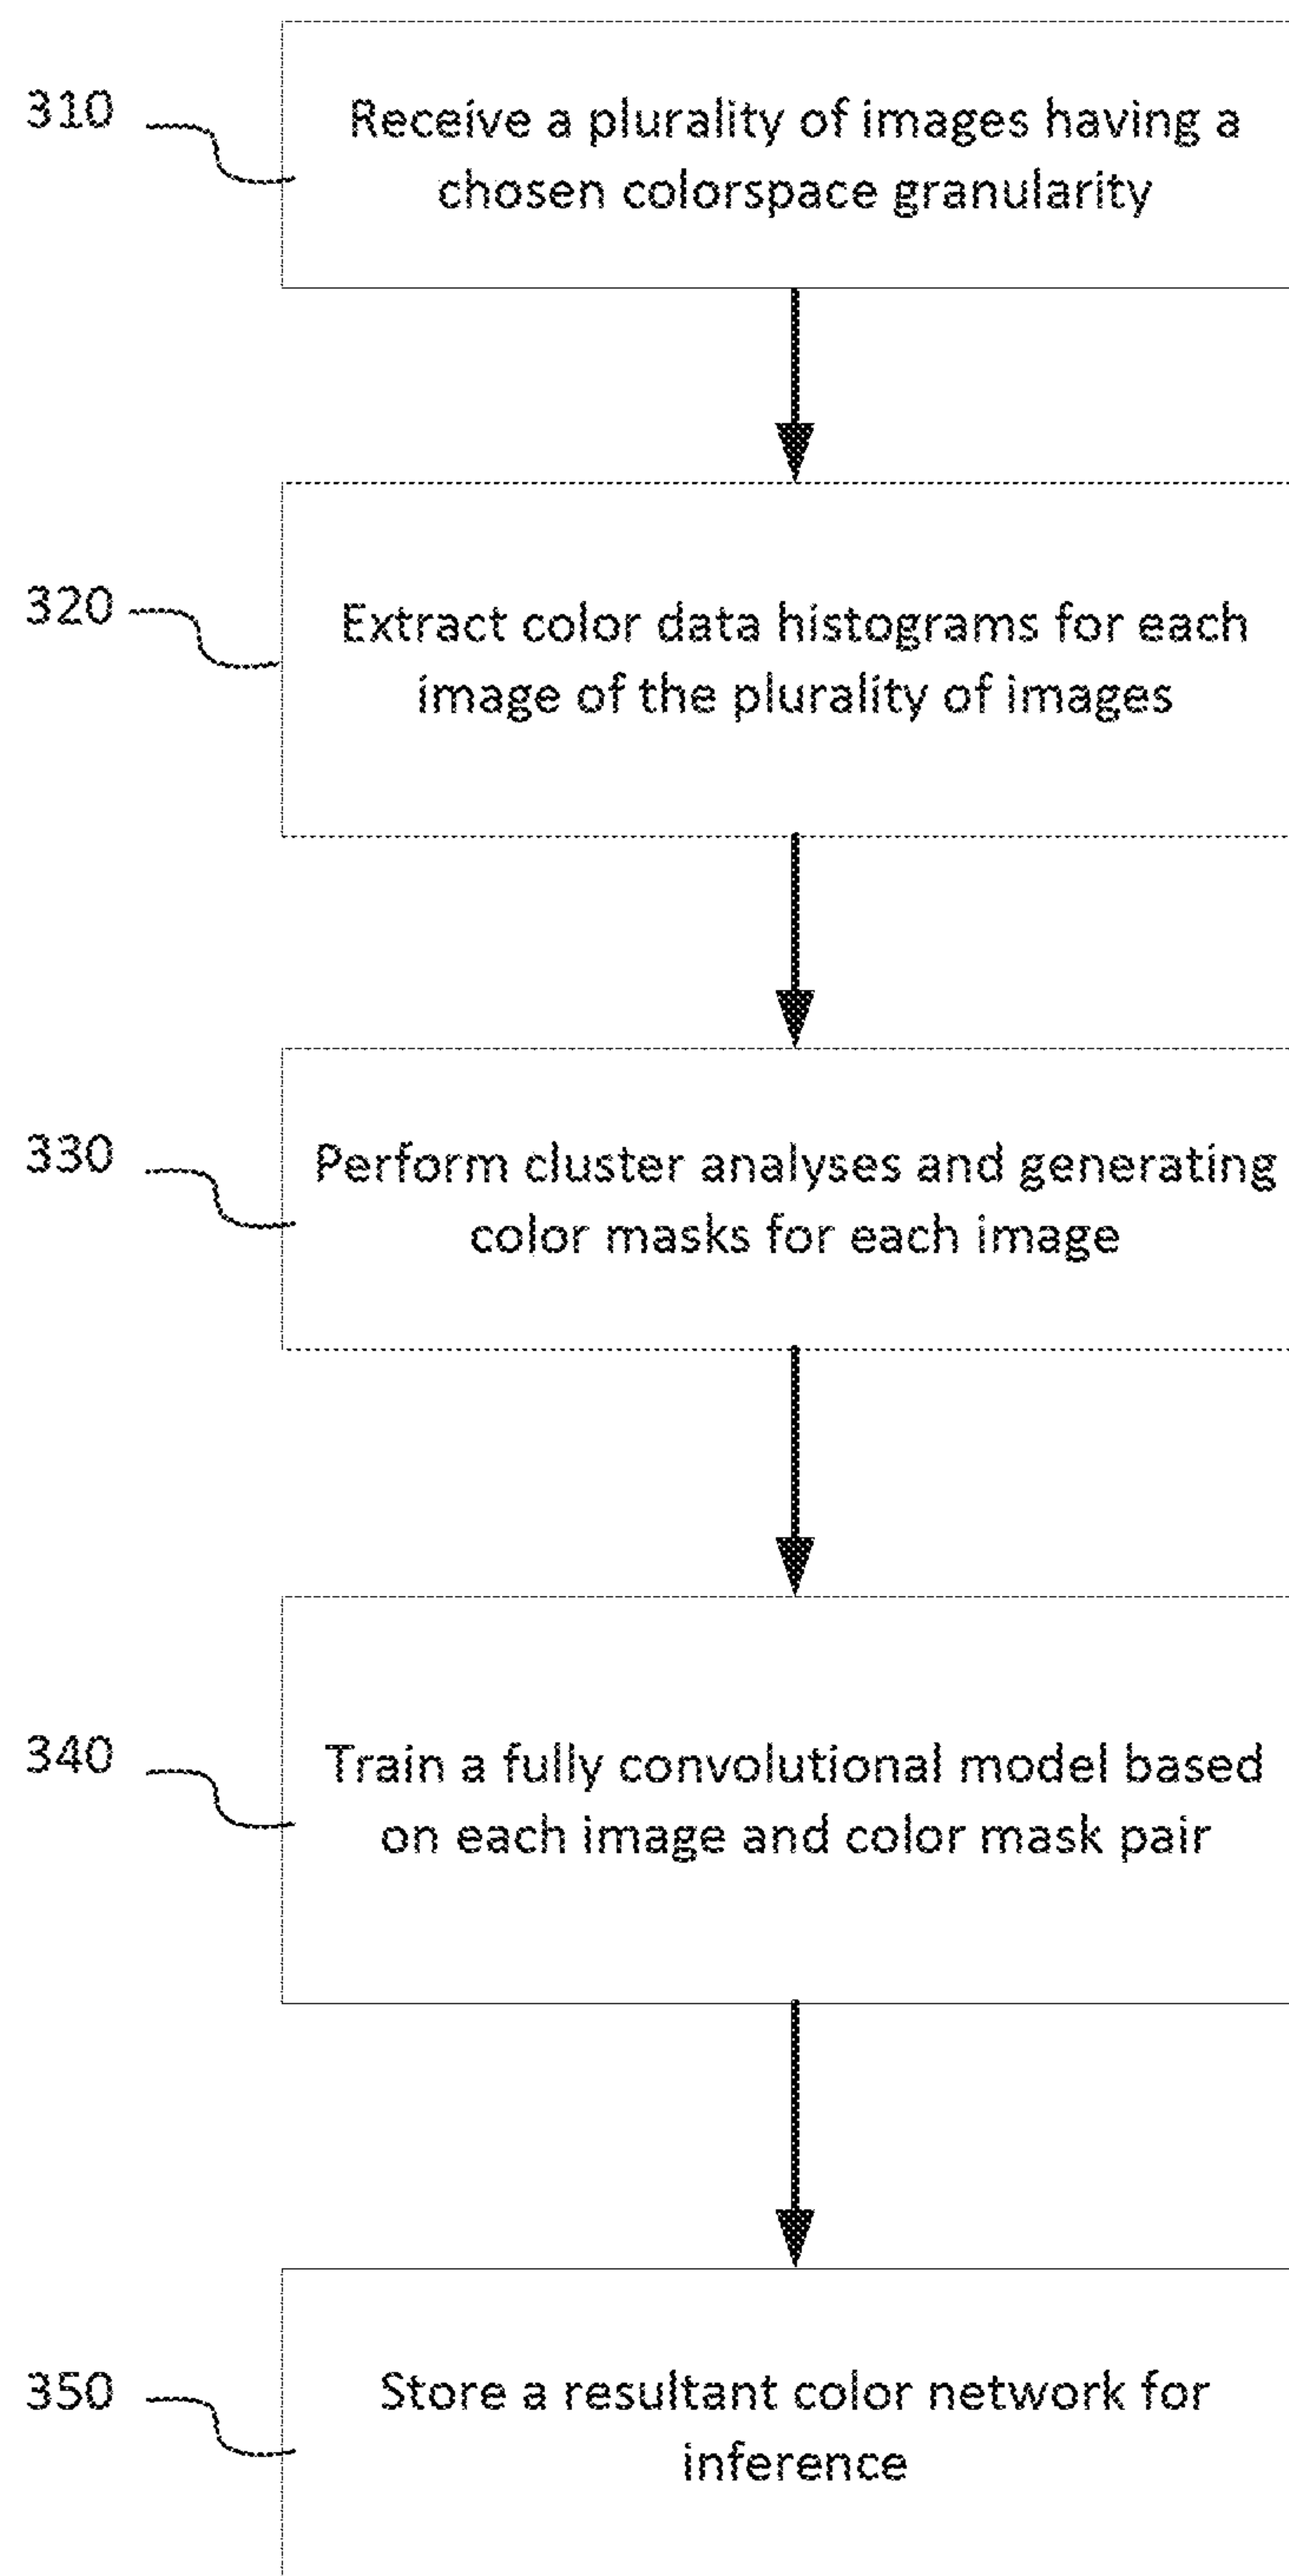 310
Receive a plurality of images having a
chosen colorspace granularity
320
Extract color data histograms for each
image of the plurality of images
330
Perform cluster analyses and generating
color masks for each image
340
Train a fully convolutional model based
on each image and color mask pair
350
Store a resultant color network for
inference